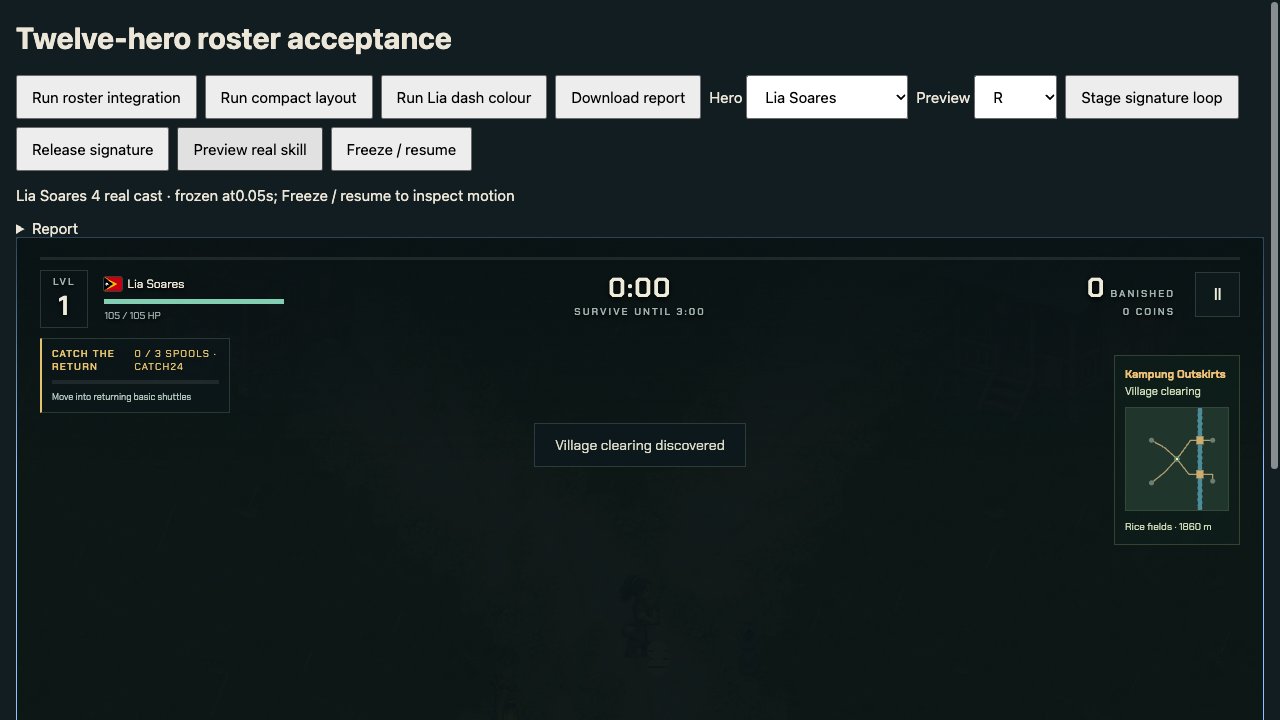 Twelve-hero roster acceptance
Run roster integration Run compact layout Run Lia dash colour Download report Hero Lia Soares Preview R Stage signature loop
Release signature Preview real skill Freeze / resume
Lia Soares 4 real cast · frozen at0.05s; Freeze / resume to inspect motion
Report
LVL
1
Lia Soares
105 / 105 HP
0:00
SURVIVE UNTIL 3:00
0 BANISHED
0 COINS
CATCH THE RETURN
0 / 3 SPOOLS · CATCH24
Move into returning basic shuttles
Kampung Outskirts
Village clearing
Village clearing discovered
Rice fields · 1860 m